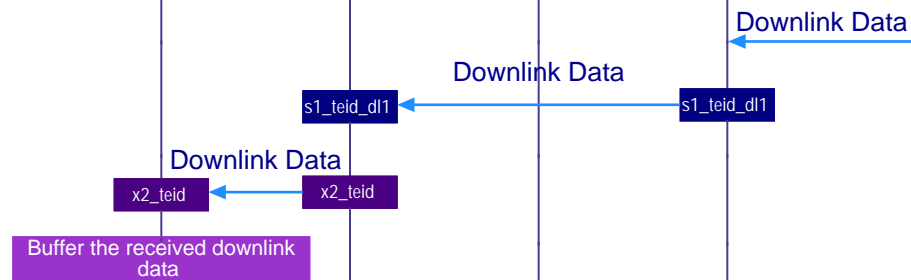 Downlink Data
Downlink Data
s1_teid_dl1
s1_teid_dl1
Downlink Data
x2_teid
x2_teid
Buffer the received downlink
data